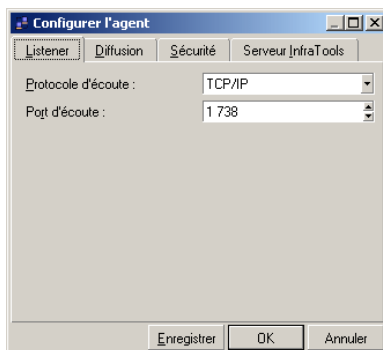 Configurer l'agent
Listener Diffusion Sécurité Serveur InfraTools
Protocole d'écoute : TCP/IP
Port d'écoute : 1 738
Enregistrer OK Annuler